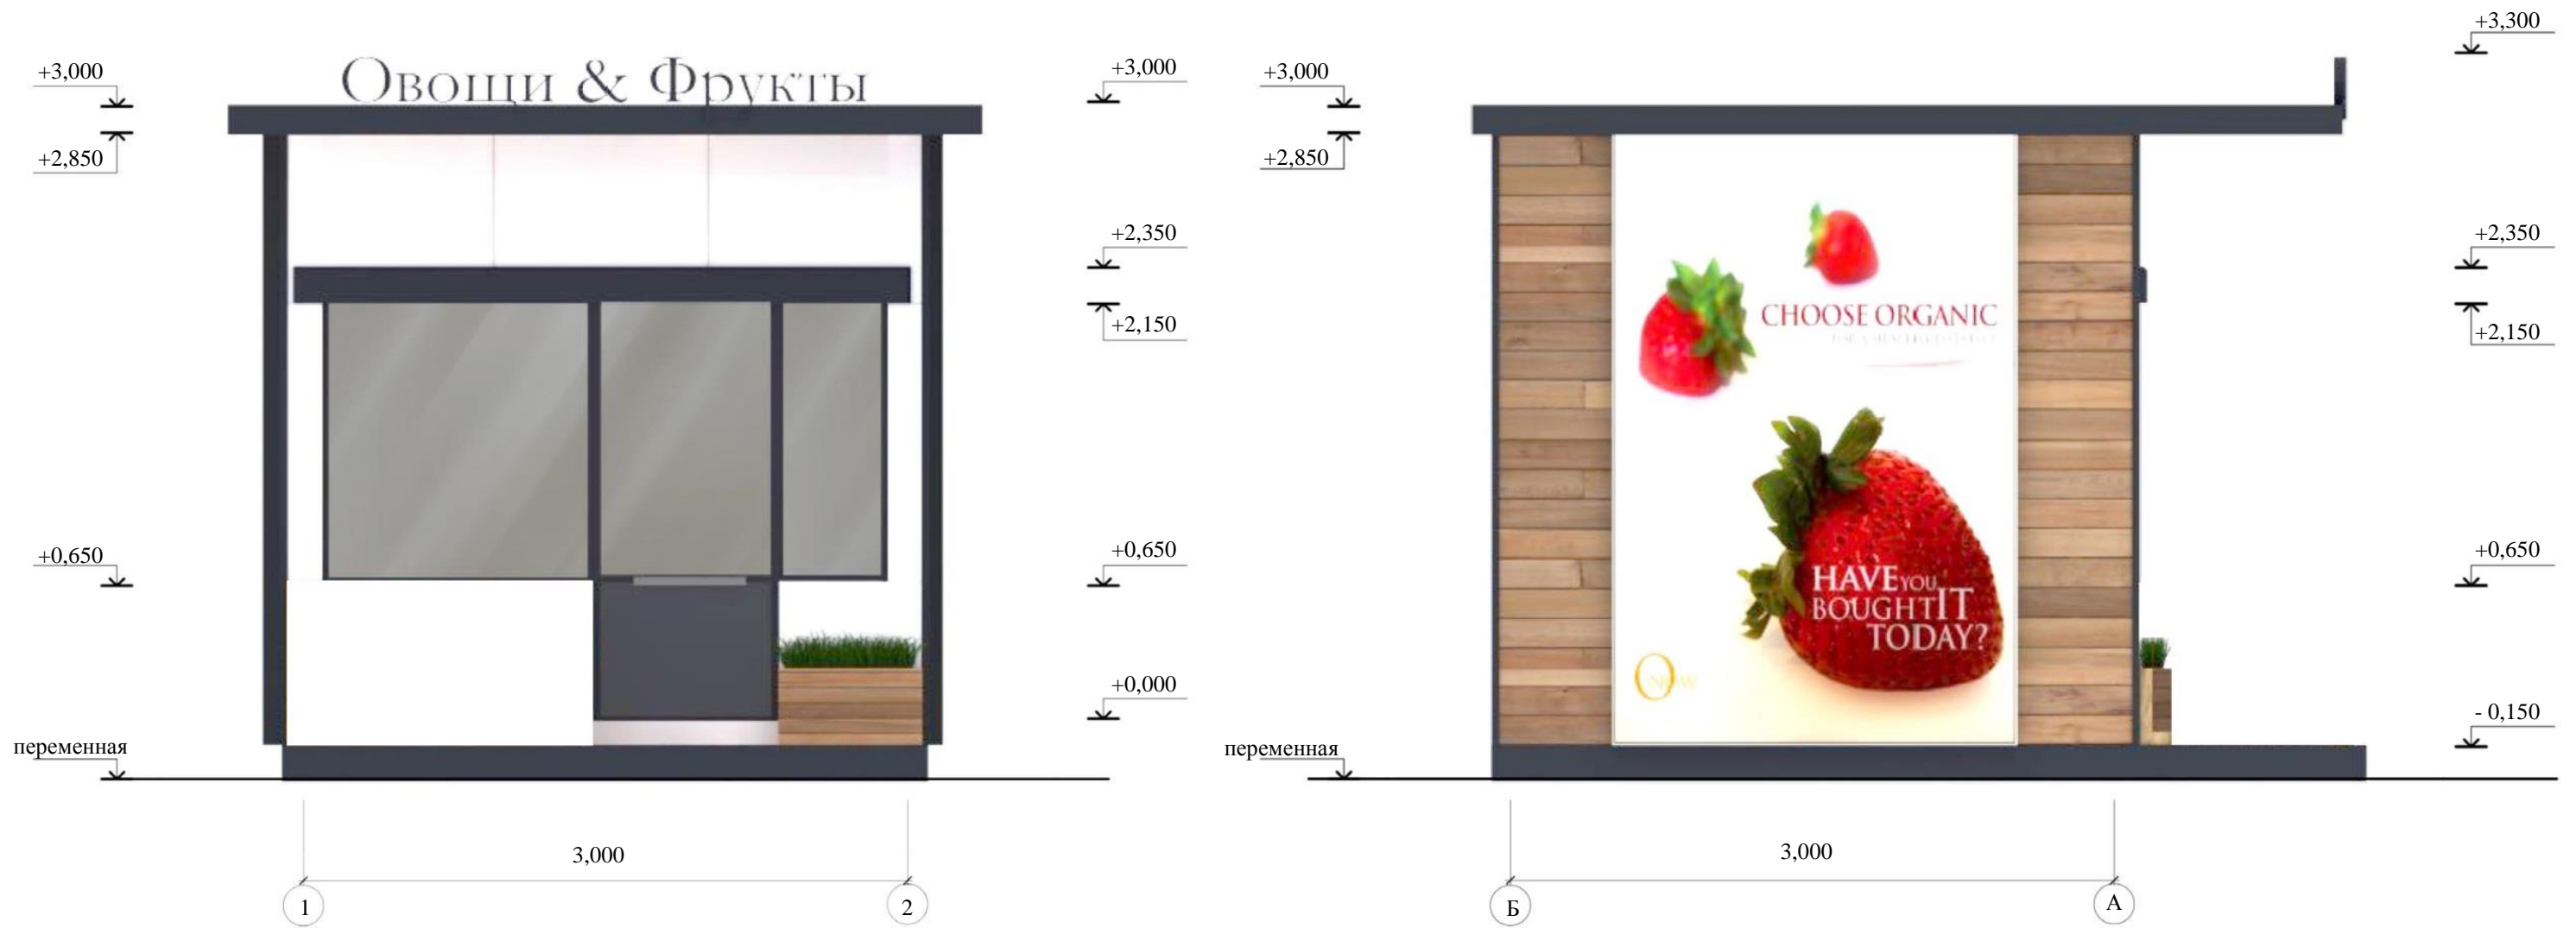 Овощи & Фрукты
+3,000
+2,850
+0,650
переменная
+3,000
+2,350
+2,150
+0,650
+0,000
3,000
1
2
+3,000
+2,850
переменная
CHOOSE ORGANIC
HAVE YOU
BOUGHT IT
TODAY?
+3,300
+2,350
+2,150
+0,650
- 0,150
3,000
Б
А